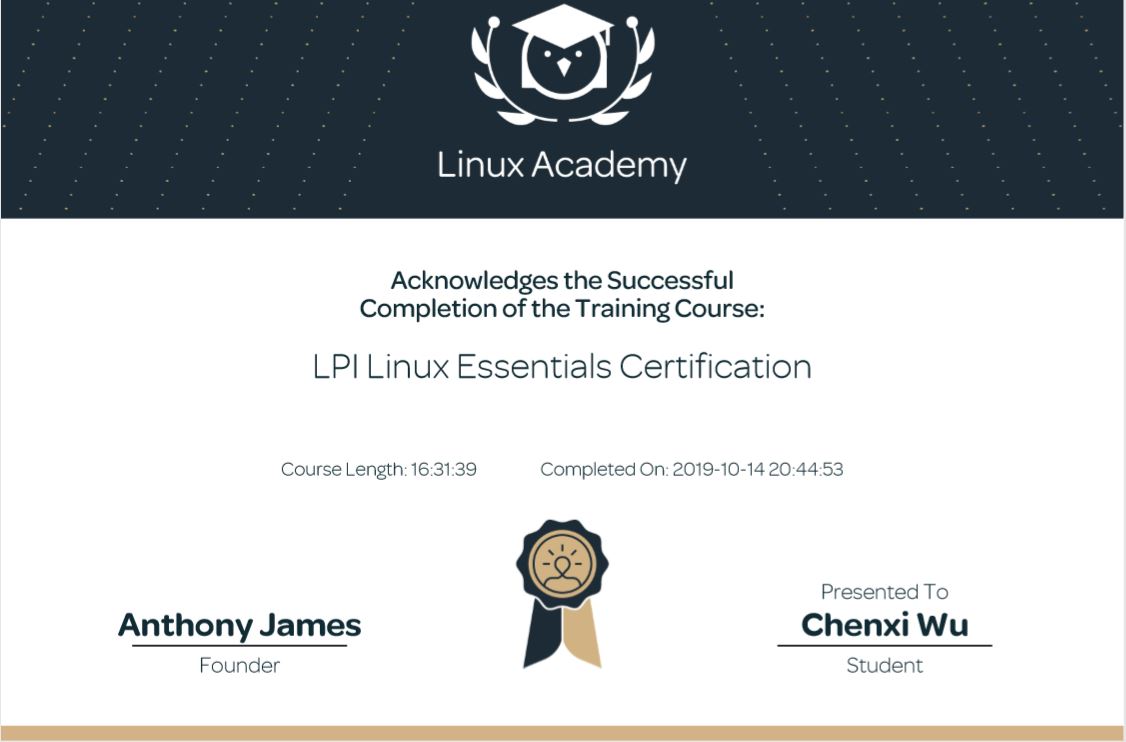 Linux Academy
Acknowledges the Successful
Completion of the Training Course:
LPI Linux Essentials Certification
Course Length: 16:31:39 Completed On: 2019-10-14 20:44:53
Presented To
Anthony James Chenxi Wu
Founder Student